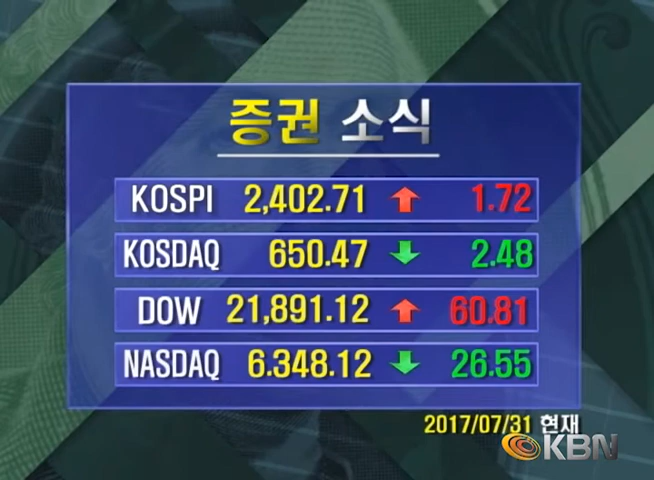 증권 소식
KOSPI 2,402.71 1.72
KOSDAQ 650.47 2.48
DOW 21,891.12 60.81
NASDAQ 6.348.12 26.55
2017/07/31 현재
KBN